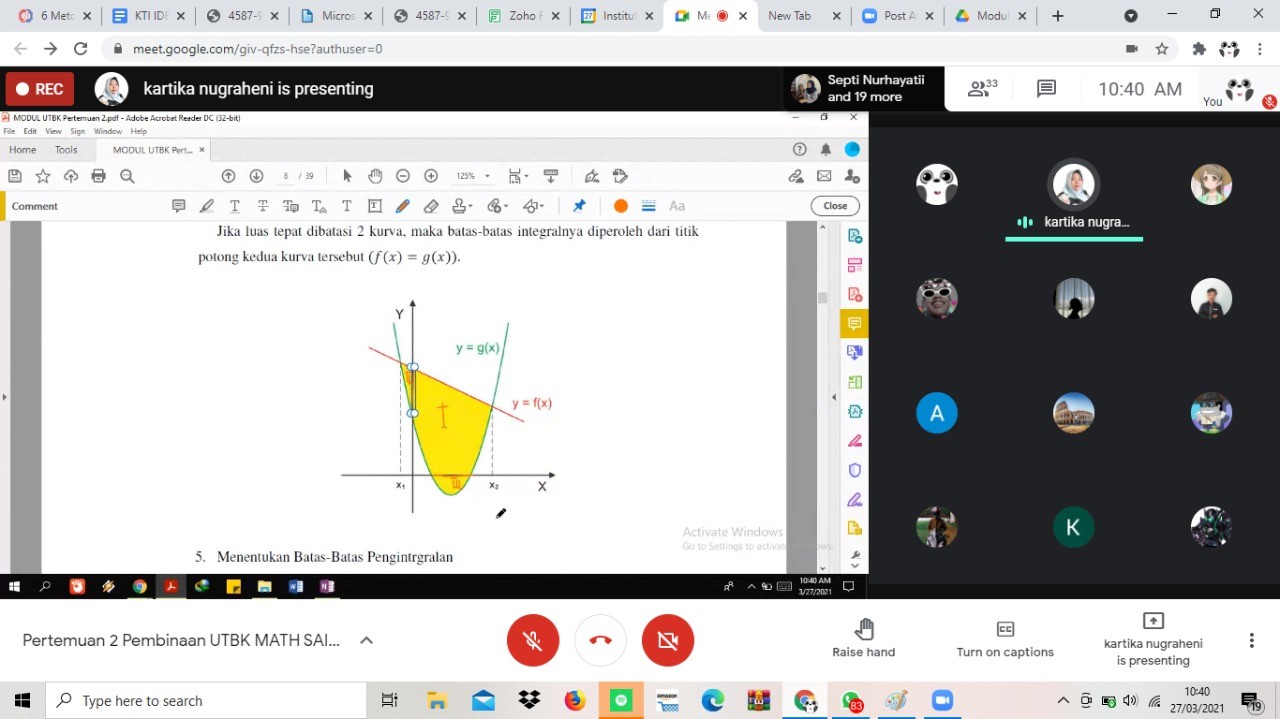 6 Meto
KTI IDE
4587-9
Micros
4587-9
Zoho F
Institut
Me
New Tab
Post A
Modul
meet.google.com/giv-qfzs-hse?authuser=0
REC
kartika nugraheni is presenting
Septi Nurhayatii
and 19 more
33
10:40 AM
You
MODUL UTBK Pertemuan 2.pdf - Adobe Acrobat Reader DC (32-bit)
File Edit View Sign Window Help
Home Tools MODUL UTBK Pert... ×
8 / 39
125%
Comment
Aa
Close
Jika luas tepat dibatasi 2 kurva, maka batas-batas integralnya diperoleh dari titik
potong kedua kurva tersebut (f(x) = g(x)).
Y
y = g(x)
y = f(x)
I
x₁
x₂
X
5. Menentukan Batas-Batas Pengintrgralan
Activate Windows
Go to Settings to activate Windows.
10:40 AM
3/27/2021
kartika nugra...
A
K
Pertemuan 2 Pembinaan UTBK MATH SAI...
Raise hand
Turn on captions
kartika nugraheni
is presenting
Type here to search
83
10:40
27/03/2021
19